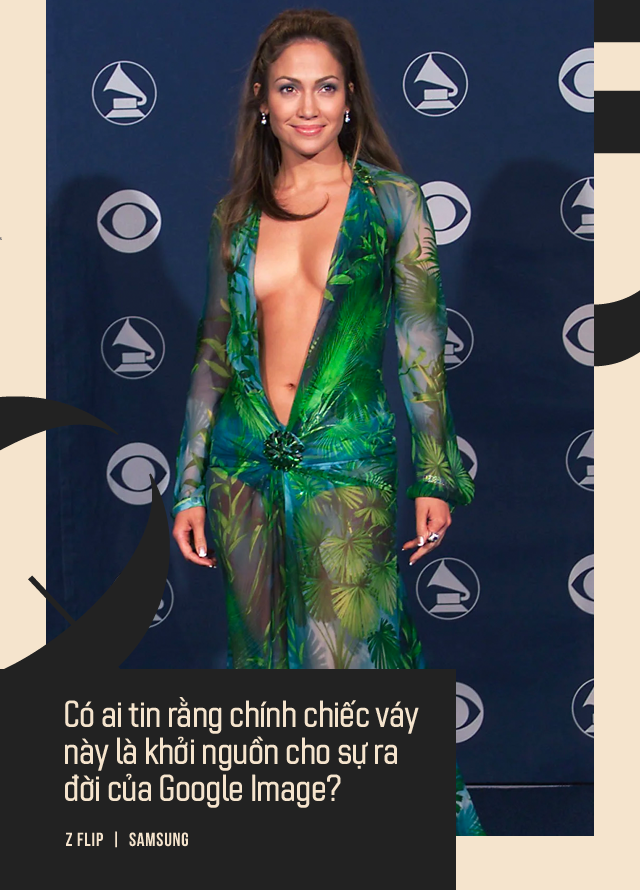 Có ai tin rằng chính chiếc váy
này là khởi nguồn cho sự ra
đời của Google Image?
Z FLIP | SAMSUNG